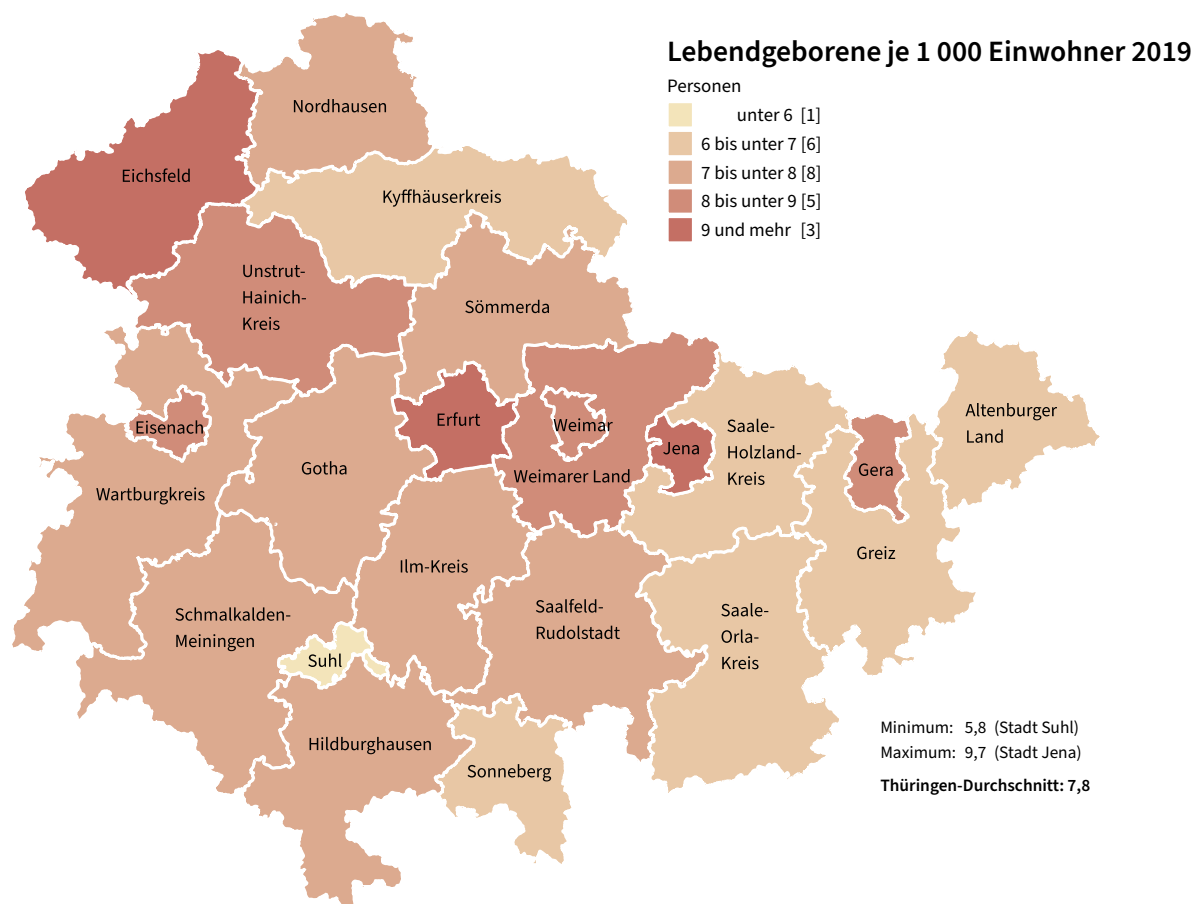 Lebendgeborene je 1 000 Einwohner 2019
Personen
unter 6 [1]
6 bis unter 7 [6]
7 bis unter 8 [8]
8 bis unter 9 [5]
9 und mehr [3]
Nordhausen
Eichsfeld
Kyffhäuserkreis
Unstrut-
Hainich-
Kreis
Sömmerda
Altenburger
Land
Erfurt
Weimar
Eisenach
Saale-
Holzland-
Kreis
Jena
Gera
Gotha
Weimarer Land
Wartburgkreis
Greiz
Ilm-Kreis
Schmalkalden-
Meiningen
Saalfeld-
Rudolstadt
Saale-
Orla-
Kreis
Suhl
Hildburghausen
Sonneberg
Minimum: 5,8 (Stadt Suhl)
Maximum: 9,7 (Stadt Jena)
Thüringen-Durchschnitt: 7,8